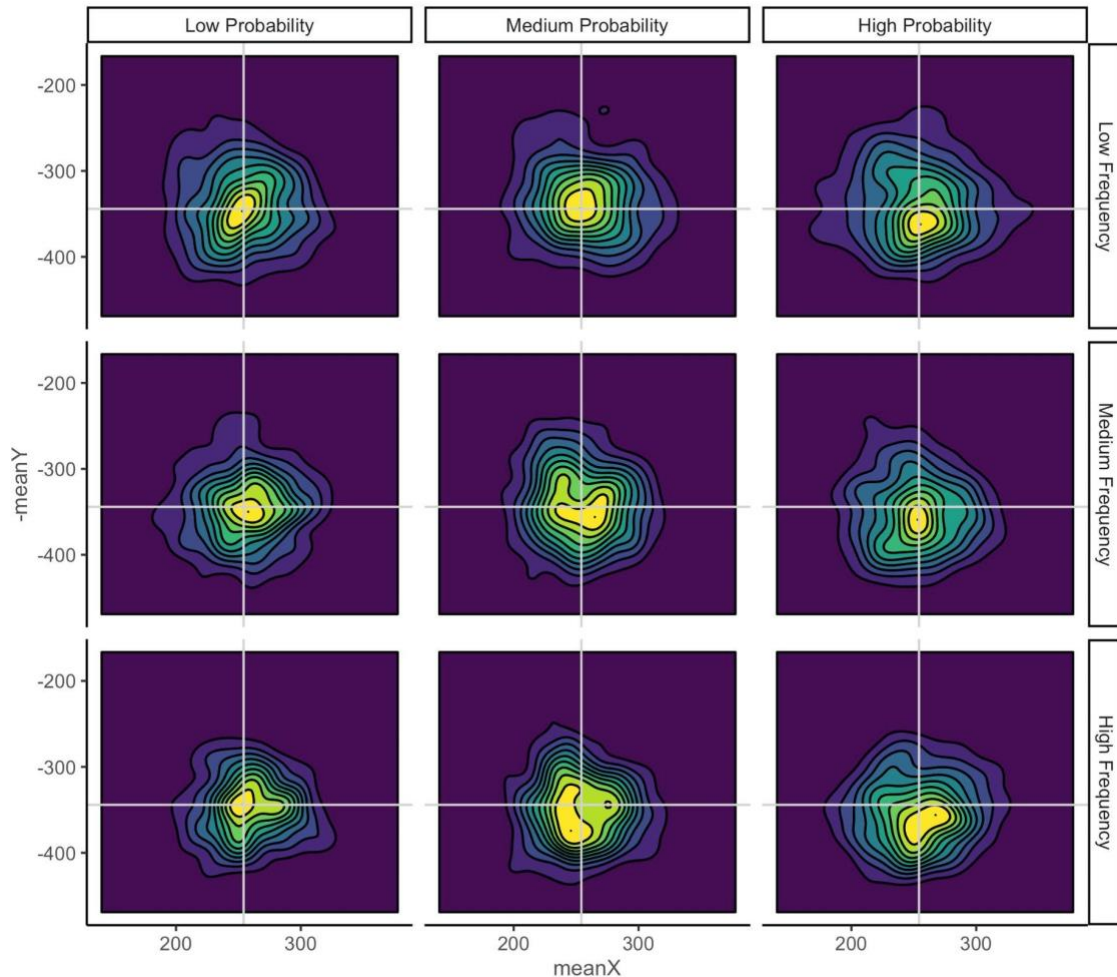 Low Probability
Medium Probability
High Probability
-200
-300
-400
Low Frequency
-200
-300
-400
Medium Frequency
-meanY
-200
-300
-400
High Frequency
200
300
200
300
200
300
meanX